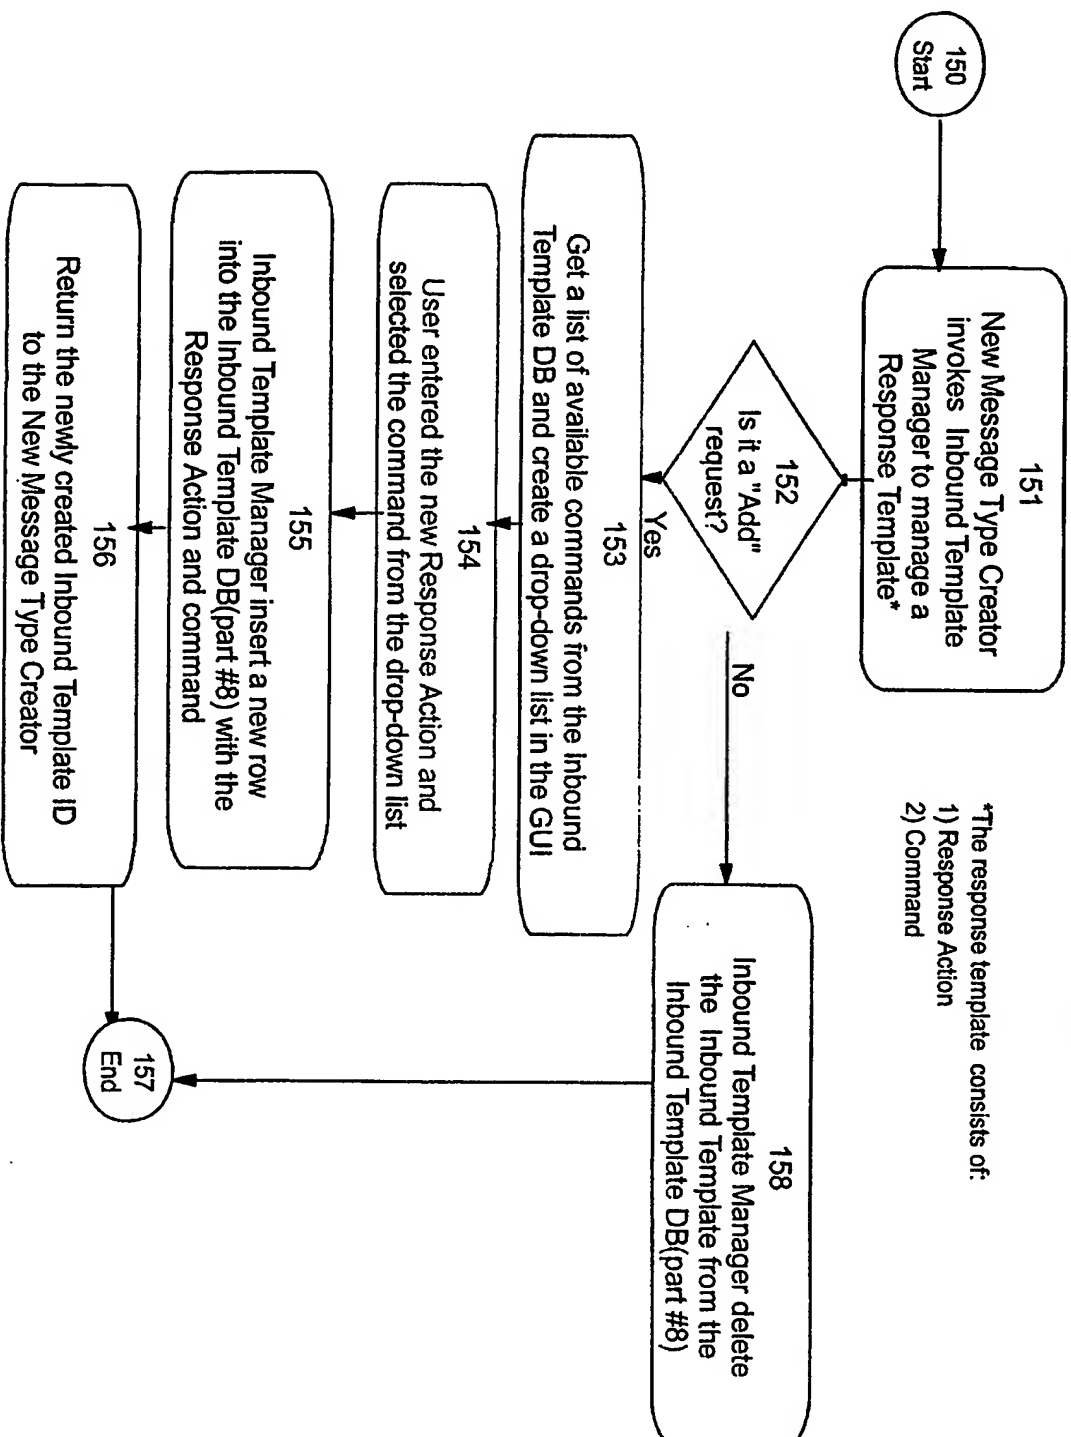 150
Start
151
New Message Type Creator
invokes Inbound Template
Manager to manage a
Response Template*
*The response template consists of:
1) Response Action
2) Command
152
Is it a "Add"
request?
No
Yes
158
Inbound Template Manager delete
the Inbound Template from the
Inbound Template DB(part #8)
153
Get a list of available commands from the Inbound
Template DB and create a drop-down list in the GUI
154
User entered the new Response Action and
selected the command from the drop-down list
155
Inbound Template Manager insert a new row
into the Inbound Template DB(part #8) with the
Response Action and command
156
Return the newly created Inbound Template ID
to the New Message Type Creator
157
End